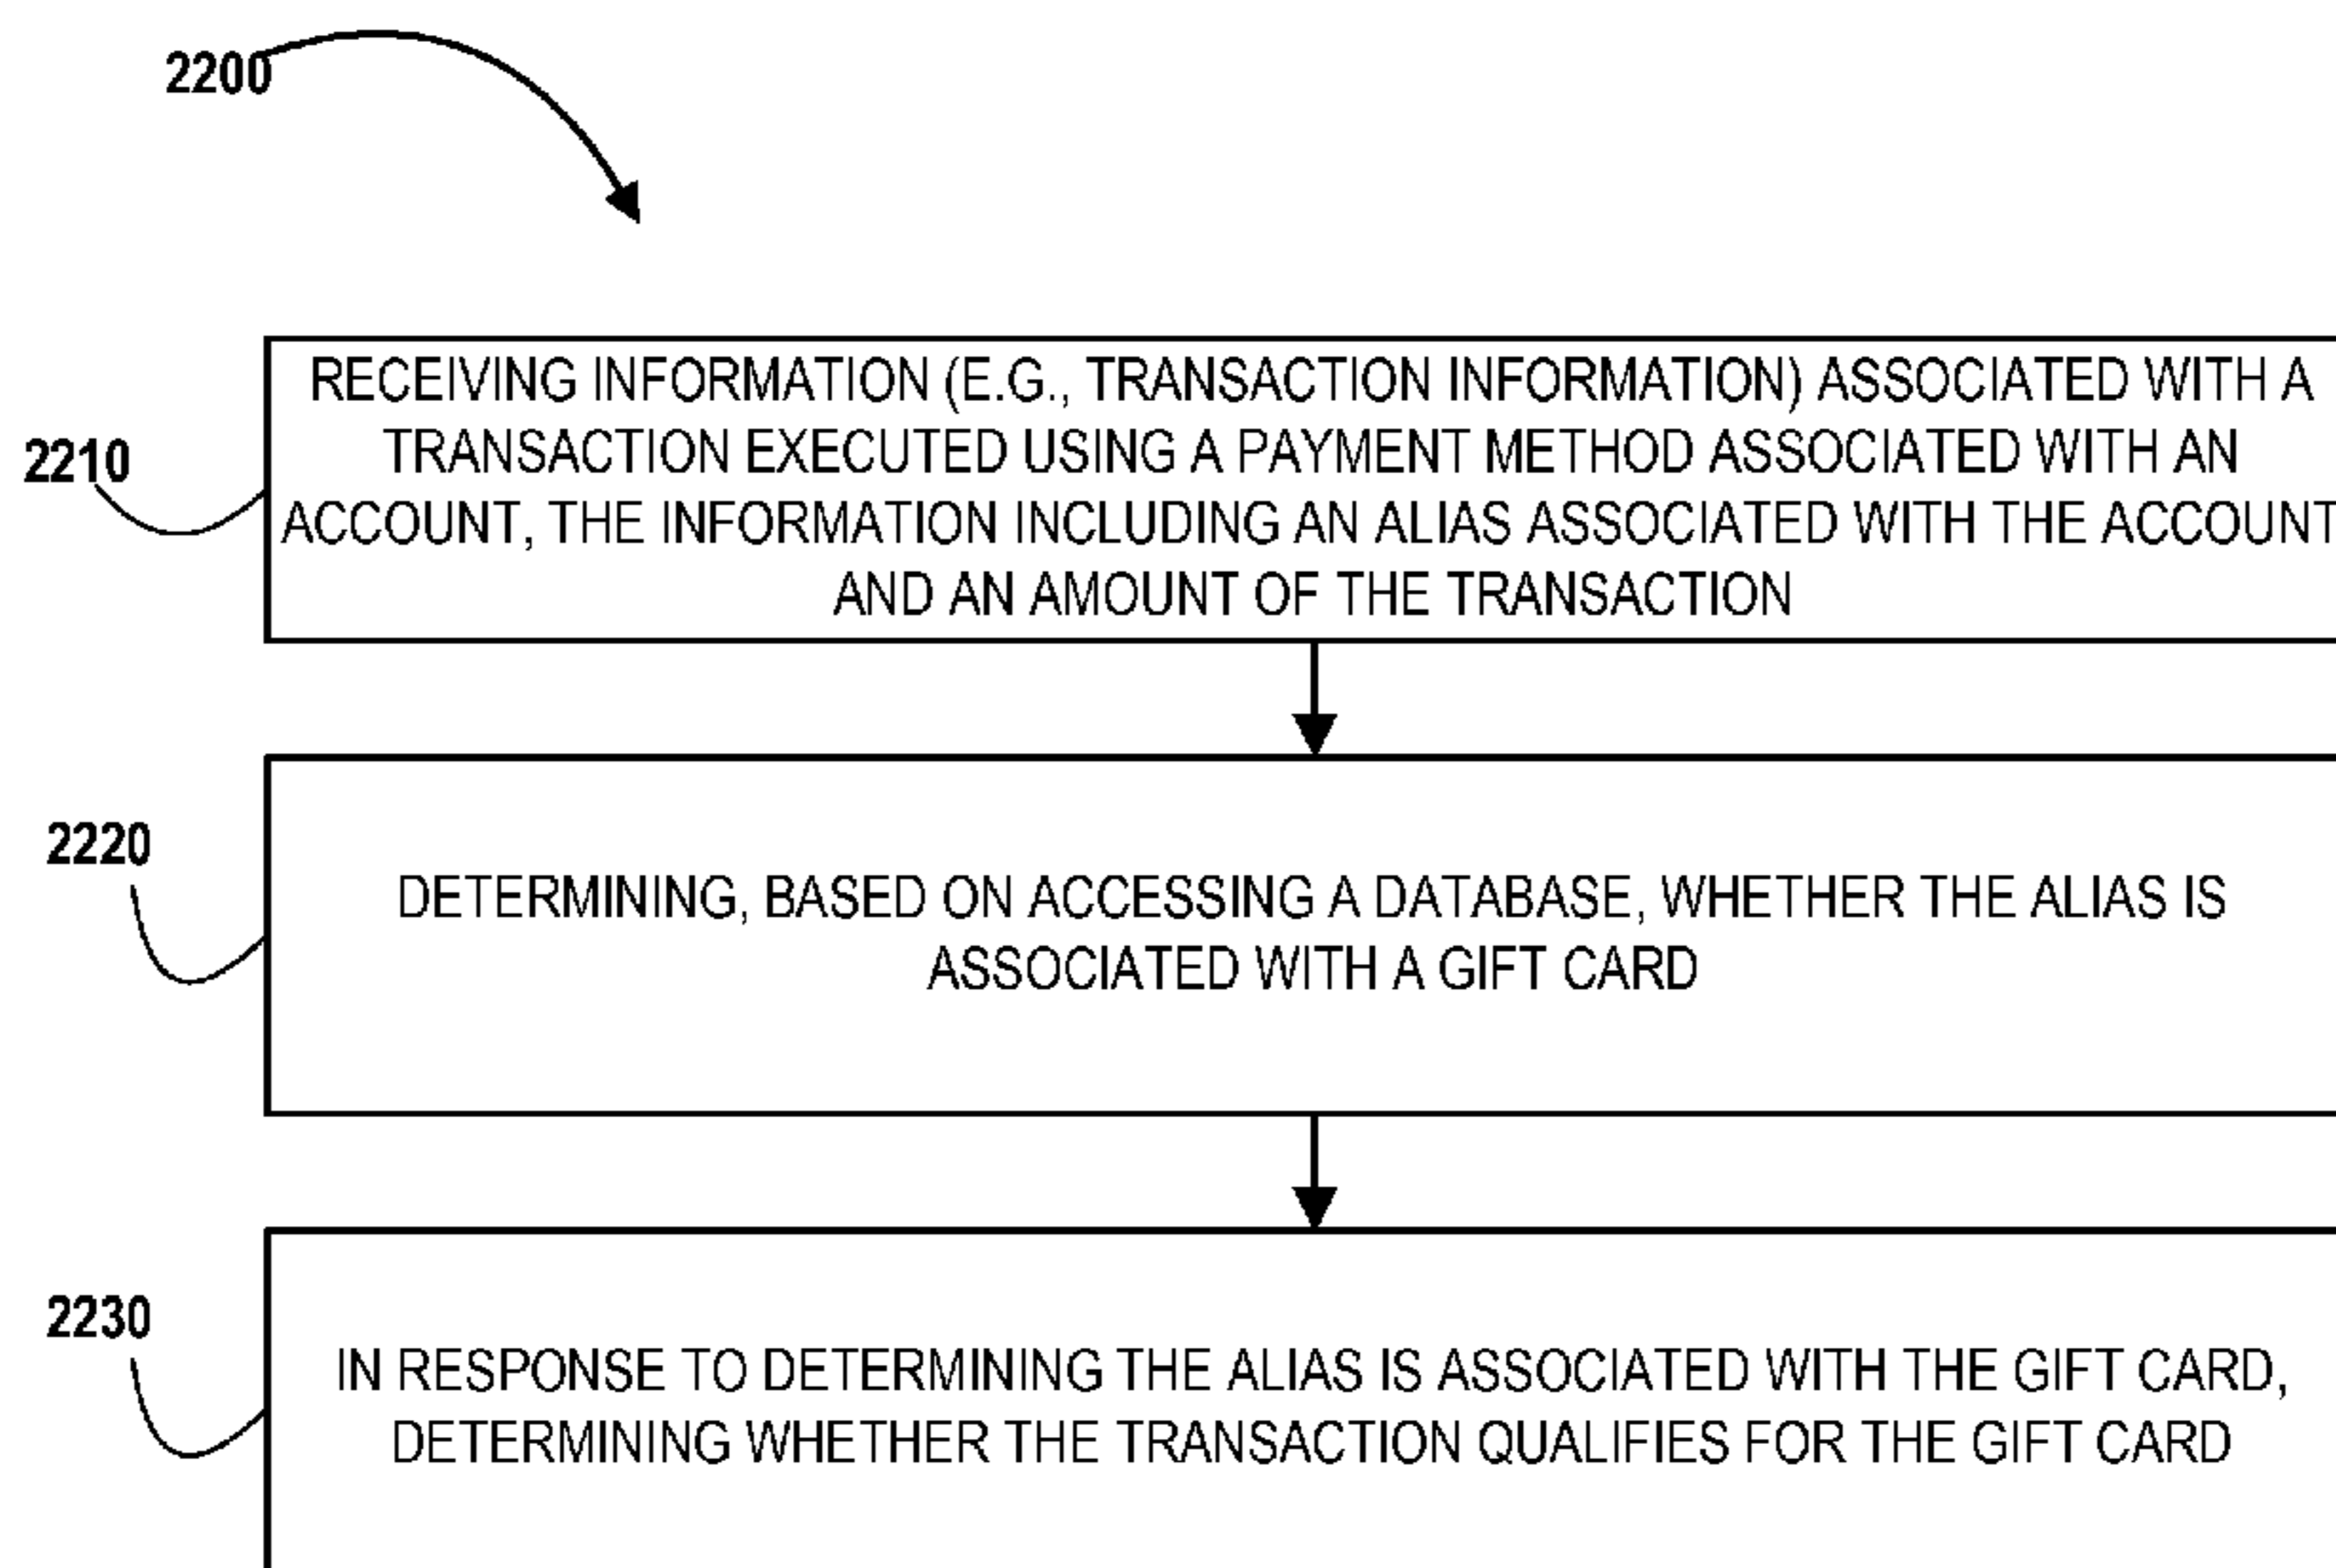 2200
2210
RECEIVING INFORMATION (E.G., TRANSACTION INFORMATION) ASSOCIATED WITH A
TRANSACTION EXECUTED USING A PAYMENT METHOD ASSOCIATED WITH AN
ACCOUNT, THE INFORMATION INCLUDING AN ALIAS ASSOCIATED WITH THE ACCOUNT
AND AN AMOUNT OF THE TRANSACTION
2220
DETERMINING, BASED ON ACCESSING A DATABASE, WHETHER THE ALIAS IS
ASSOCIATED WITH A GIFT CARD
2230
IN RESPONSE TO DETERMINING THE ALIAS IS ASSOCIATED WITH THE GIFT CARD,
DETERMINING WHETHER THE TRANSACTION QUALIFIES FOR THE GIFT CARD